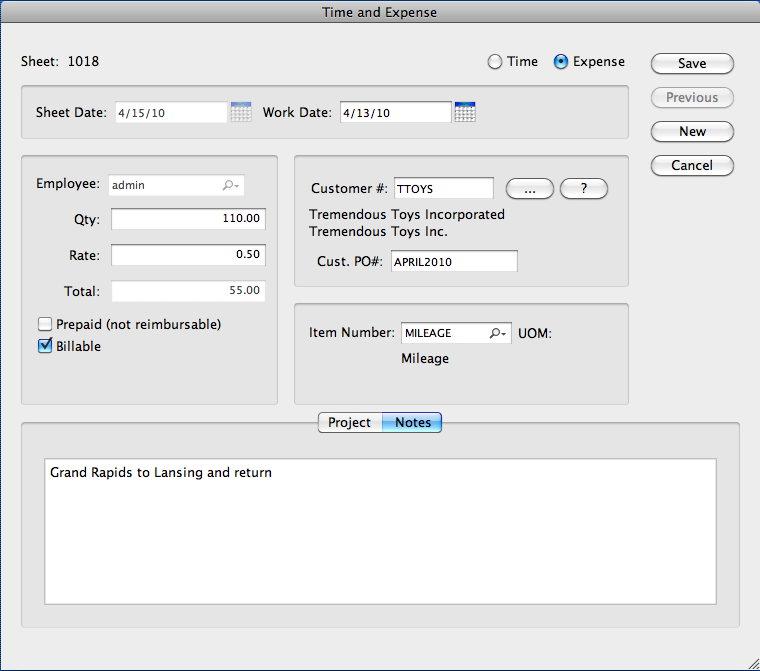 Time and Expense
Sheet: 1018
Time Expense
Save
Previous
New
Cancel
Sheet Date: 4/15/10 Work Date: 4/13/10
Employee: admin
Qty: 110.00
Rate: 0.50
Total: 55.00
Prepaid (not reimbursable)
Billable
Customer #: TTOYS ... ?
Tremendous Toys Incorporated
Tremendous Toys Inc.
Cust. PO#: APRIL2010
Item Number: MILEAGE UOM:
Mileage
Project Notes
Grand Rapids to Lansing and return